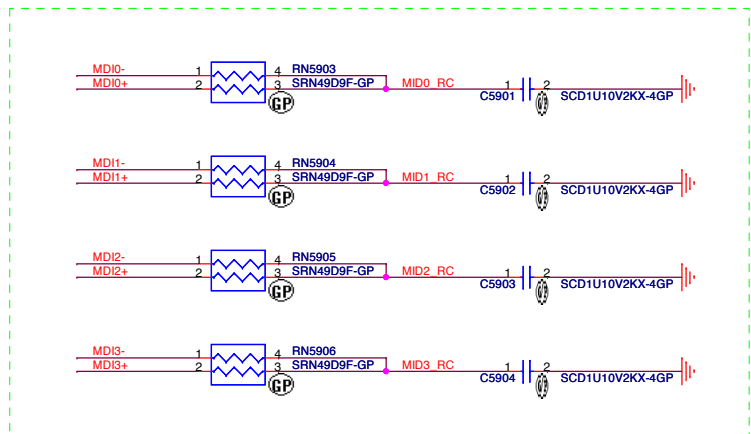 MDI0- 1 4 RN5903
MDI0+ 2 3 SRN49D9F-GP MID0_RC 1 2
GP C5901 SCD1U10V2KX-4GP
MDI1- 1 4 RN5904
MDI1+ 2 3 SRN49D9F-GP MID1_RC 1 2
GP C5902 SCD1U10V2KX-4GP
MDI2- 1 4 RN5905
MDI2+ 2 3 SRN49D9F-GP MID2_RC 1 2
GP C5903 SCD1U10V2KX-4GP
MDI3- 1 4 RN5906
MDI3+ 2 3 SRN49D9F-GP MID3_RC 1 2
GP C5904 SCD1U10V2KX-4GP